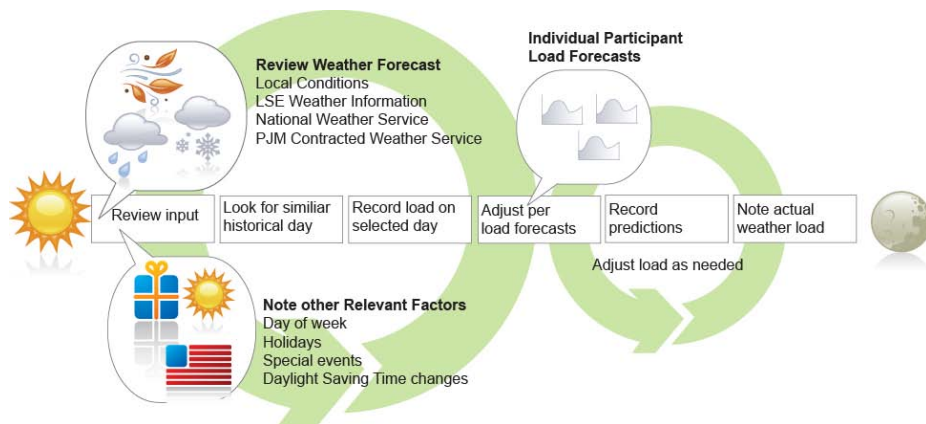 Individual Participant
Load Forecasts
Review Weather Forecast
Local Conditions
LSE Weather Information
National Weather Service
PJM Contracted Weather Service
Review input
Look for similiar
historical day
Record load on
selected day
Adjust per
load forecasts
Record
predictions
Note actual
weather load
Adjust load as needed
Note other Relevant Factors
Day of week
Holidays
Special events
Daylight Saving Time changes